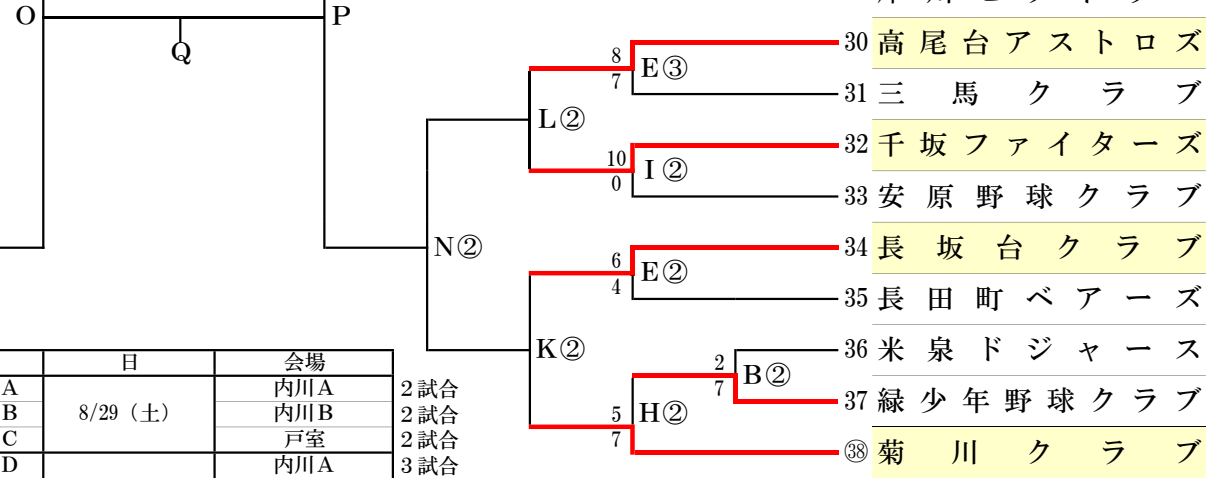 O P
Q
8 E③ 30 高尾台アストロズ
7 31 三馬クラブ
L②
10 I② 32 千坂ファイターズ
0 33 安原野球クラブ
N②
6 E② 34 長坂台クラブ
4 35 長田町ベアーズ
K②
2 B② 36 米泉ドジャース
7 37 緑少年野球クラブ
5 H②
7 ㊳ 菊川クラブ
日 会場
A 内川A 2試合
B 8/29（土） 内川B 2試合
C 戸室 2試合
D 内川A 3試合